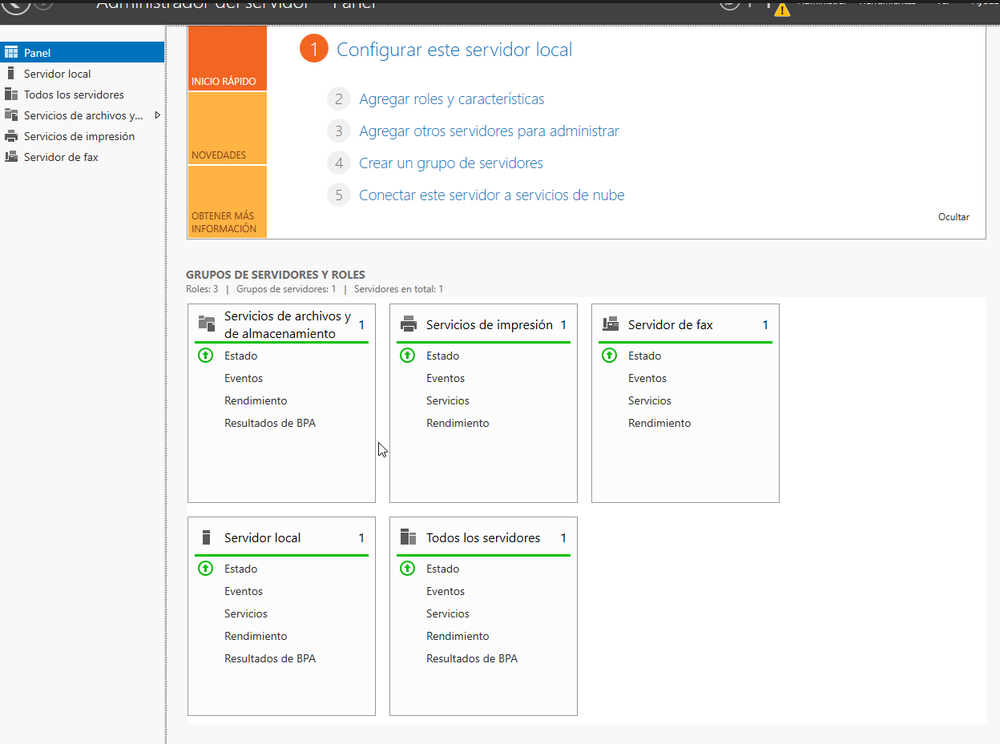 Administrador del servidor Panel
Administrar Herramientas Ver Ayuda
Panel
Servidor local
Todos los servidores
Servicios de archivos y...
Servicios de impresión
Servidor de fax
INICIO RÁPIDO
NOVEDADES
OBTENER MÁS
INFORMACIÓN
1 Configurar este servidor local
2 Agregar roles y características
3 Agregar otros servidores para administrar
4 Crear un grupo de servidores
5 Conectar este servidor a servicios de nube
Ocultar
GRUPOS DE SERVIDORES Y ROLES
Roles: 3 | Grupos de servidores: 1 | Servidores en total: 1
Servicios de archivos y
de almacenamiento 1
Estado
Eventos
Rendimiento
Resultados de BPA
Servicios de impresión 1
Estado
Eventos
Servicios
Rendimiento
Servidor de fax 1
Estado
Eventos
Servicios
Rendimiento
Servidor local 1
Estado
Eventos
Servicios
Rendimiento
Resultados de BPA
Todos los servidores 1
Estado
Eventos
Servicios
Rendimiento
Resultados de BPA